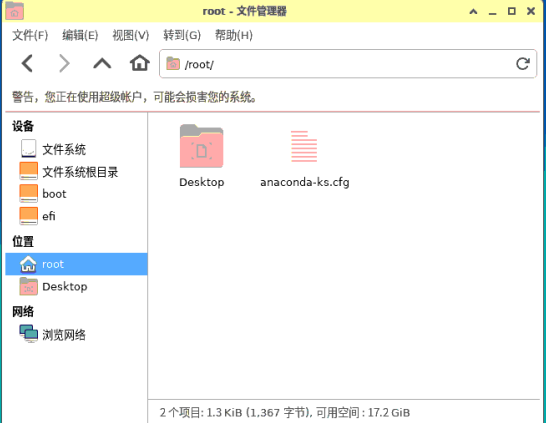 root - 文件管理器
文件(F) 编辑(E) 视图(V) 转到(G) 帮助(H)
/root/
警告，您正在使用超级帐户，可能会损害您的系统。
设备
文件系统
文件系统根目录
boot
efi
位置
root
Desktop
网络
浏览网络
Desktop
anaconda-ks.cfg
2 个项目: 1.3 KiB (1,367 字节), 可用空间 : 17.2 GiB